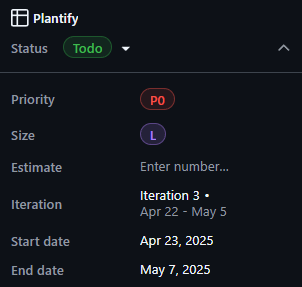 Plantify
Status Todo
Priority P0
Size L
Estimate Enter number...
Iteration Iteration 3 •
Apr 22 - May 5
Start date Apr 23, 2025
End date May 7, 2025